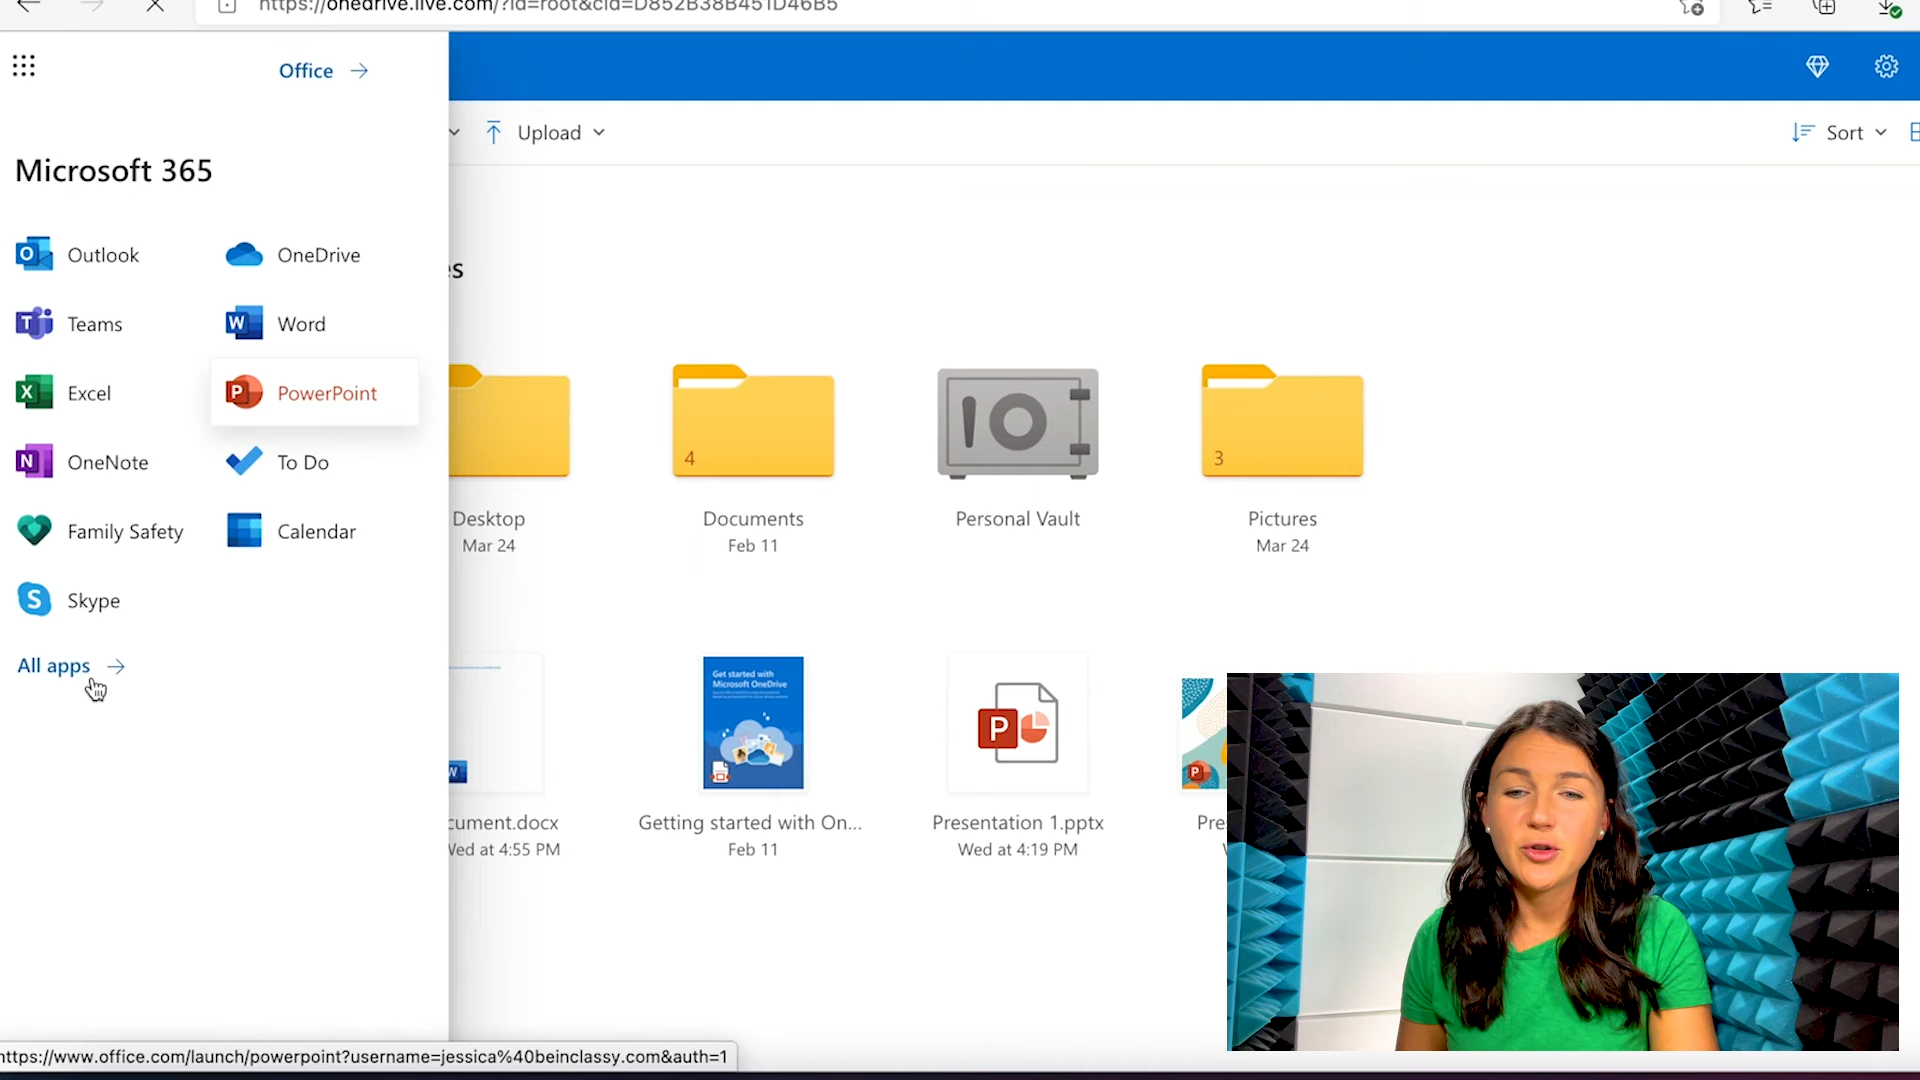 https://onedrive.live.com/?id=root&cid=D852B38B451D46B5
Office
Microsoft 365
Outlook
OneDrive
Teams
Word
Excel
PowerPoint
OneNote
To Do
Family Safety
Calendar
Skype
All apps
Upload
Sort
es
4
3
Desktop
Mar 24
Documents
Feb 11
Personal Vault
Pictures
Mar 24
Get started with
Microsoft OneDrive
cument.docx
Wed at 4:55 PM
Getting started with On...
Feb 11
Presentation 1.pptx
Wed at 4:19 PM
Pre
https://www.office.com/launch/powerpoint?username=jessica%40beinclassy.com&auth=1